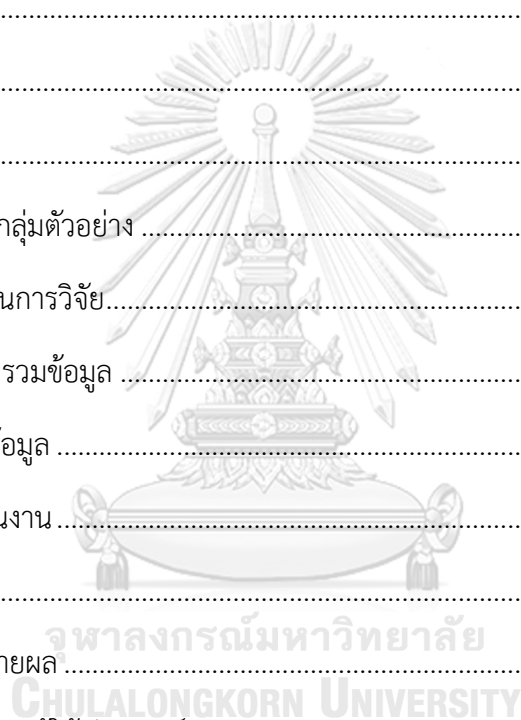 ....................................................................
....................................................................
....................................................................
กลุ่มตัวอย่าง ..................................................
นการวิจัย.......................................................
รวมข้อมูล .....................................................
้อมูล ..............................................................
นงาน ..............................................................
....................................................................
จุฬาลงกรณ์มหาวิทยาลัย
ายผล .............................................................
CHULALONGKORN UNIVERSITY